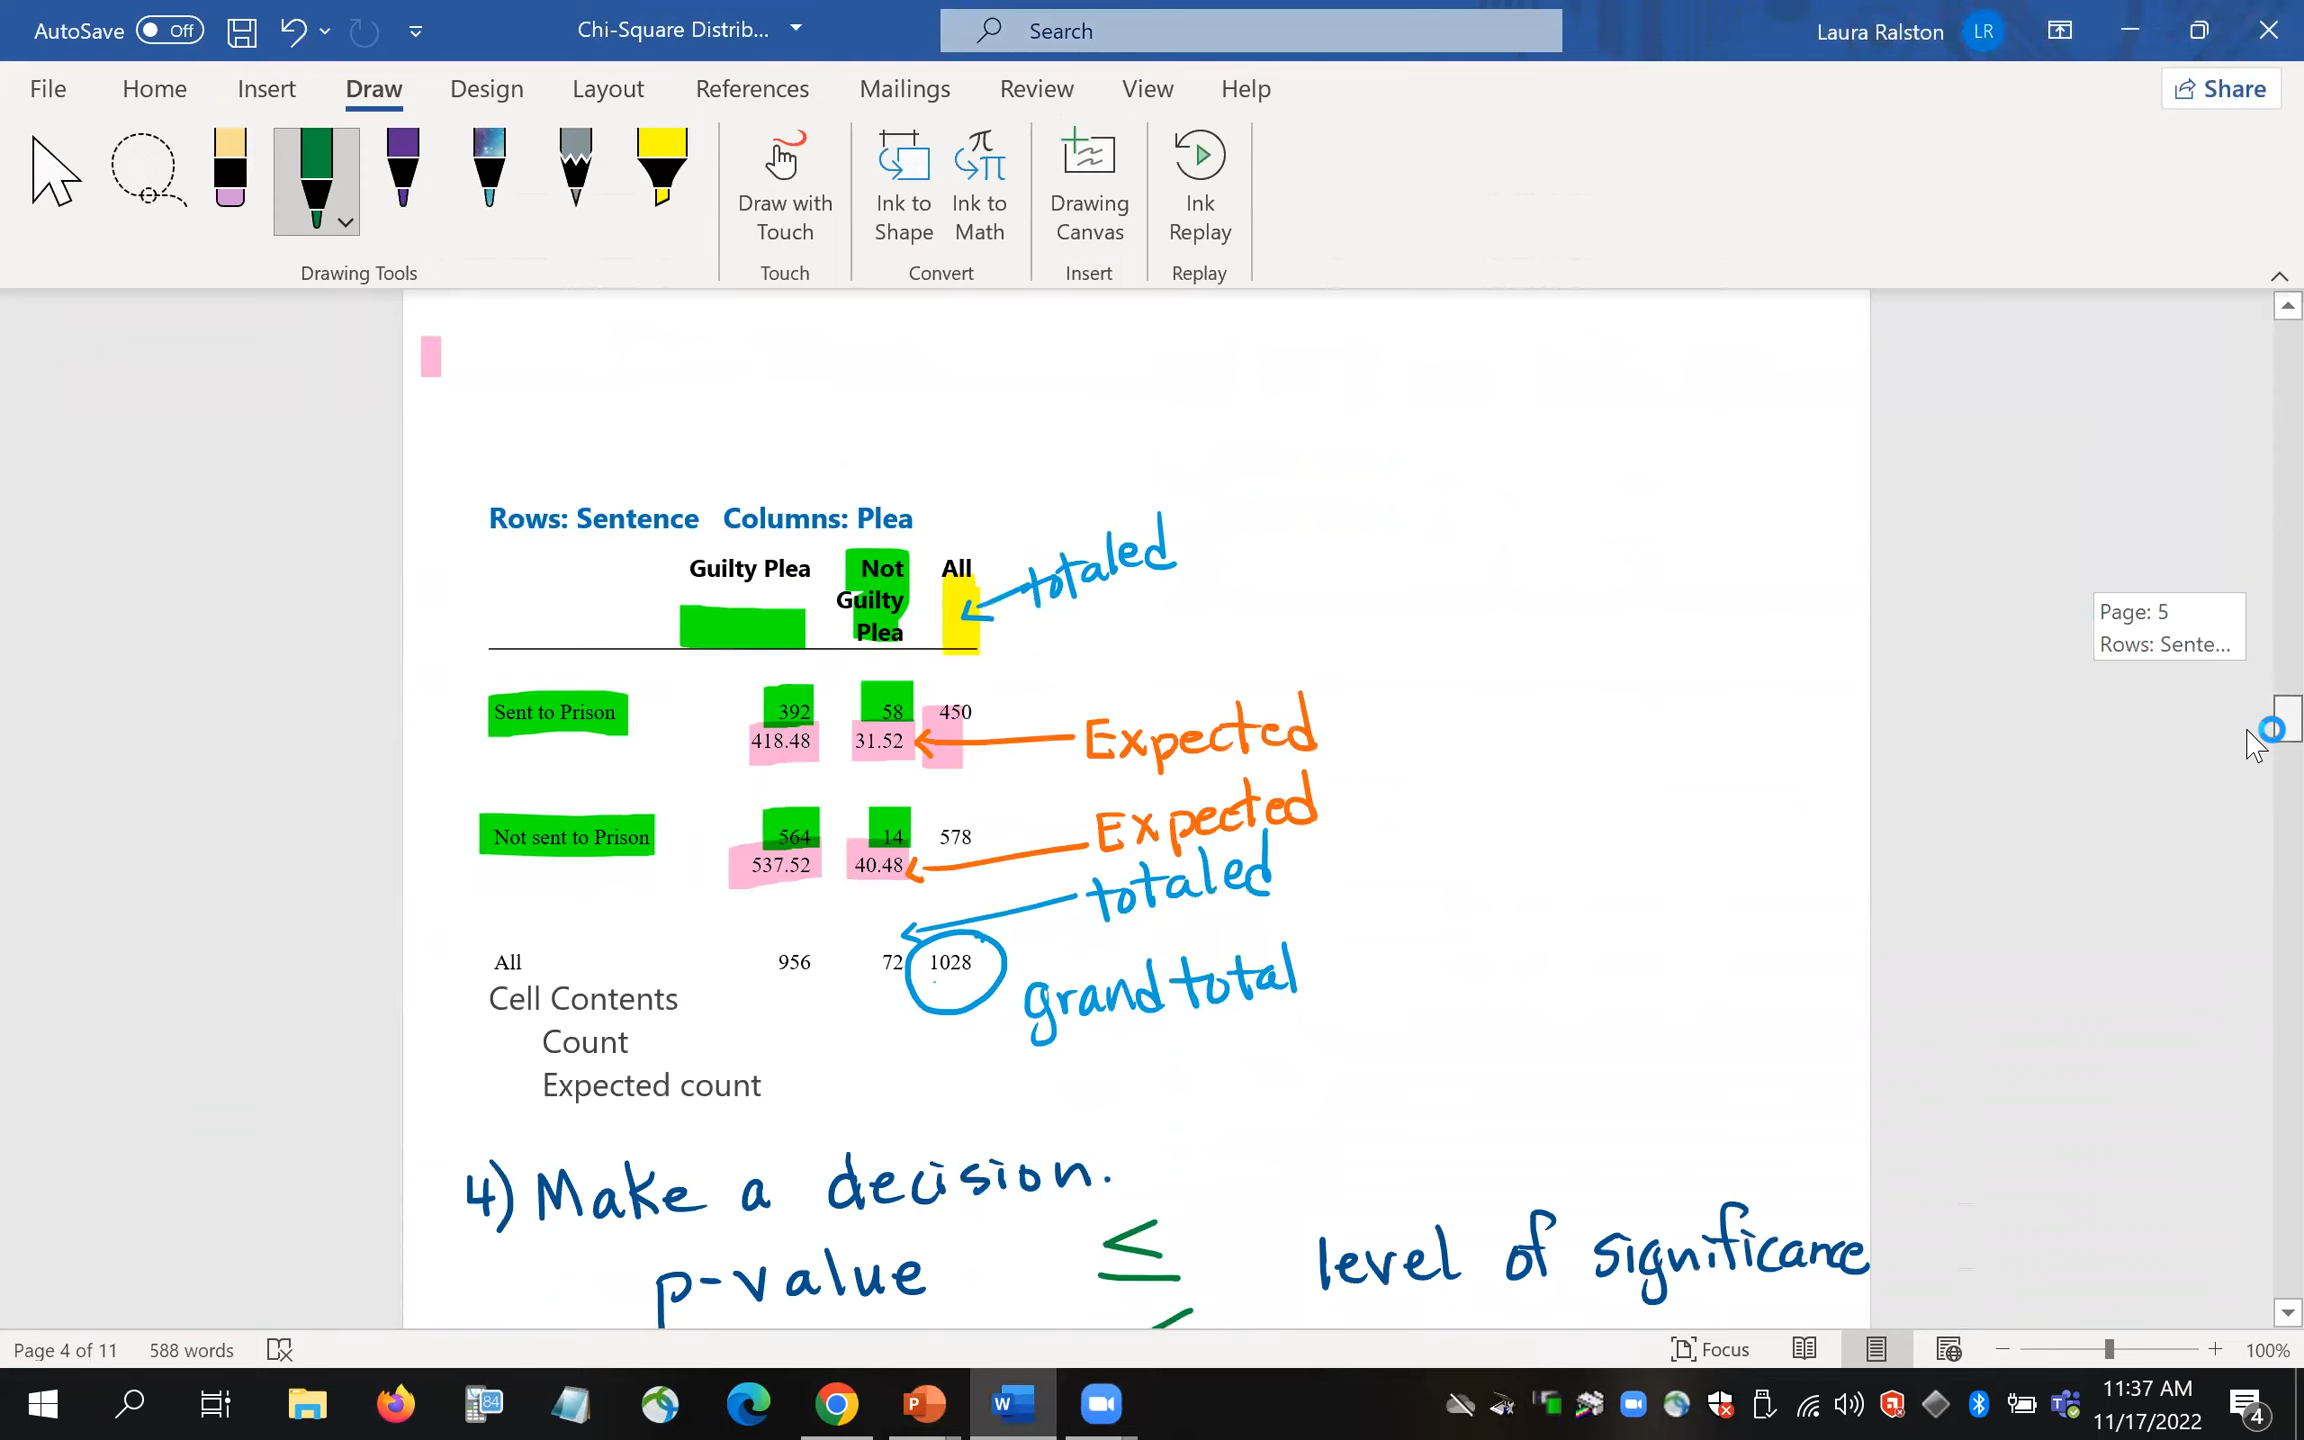 AutoSave Off Chi-Square Distrib... Search Laura Ralston LR
File Home Insert Draw Design Layout References Mailings Review View Help Share
Draw with Touch Ink to Shape Ink to Math Drawing Canvas Ink Replay
Drawing Tools Touch Convert Insert Replay
Rows: Sentence Columns: Plea
Guilty Plea Not Guilty Plea All
totaled
Sent to Prison 392 58 450
418.48 31.52 Expected
Not sent to Prison 564 14 578
537.52 40.48 Expected
totaled
All 956 72 1028
grand total
Cell Contents
Count
Expected count
4) Make a decision.
p-value ≤ level of significance
Page: 5
Rows: Sente...
Page 4 of 11 588 words Focus 100%
84
11:37 AM
11/17/2022
4